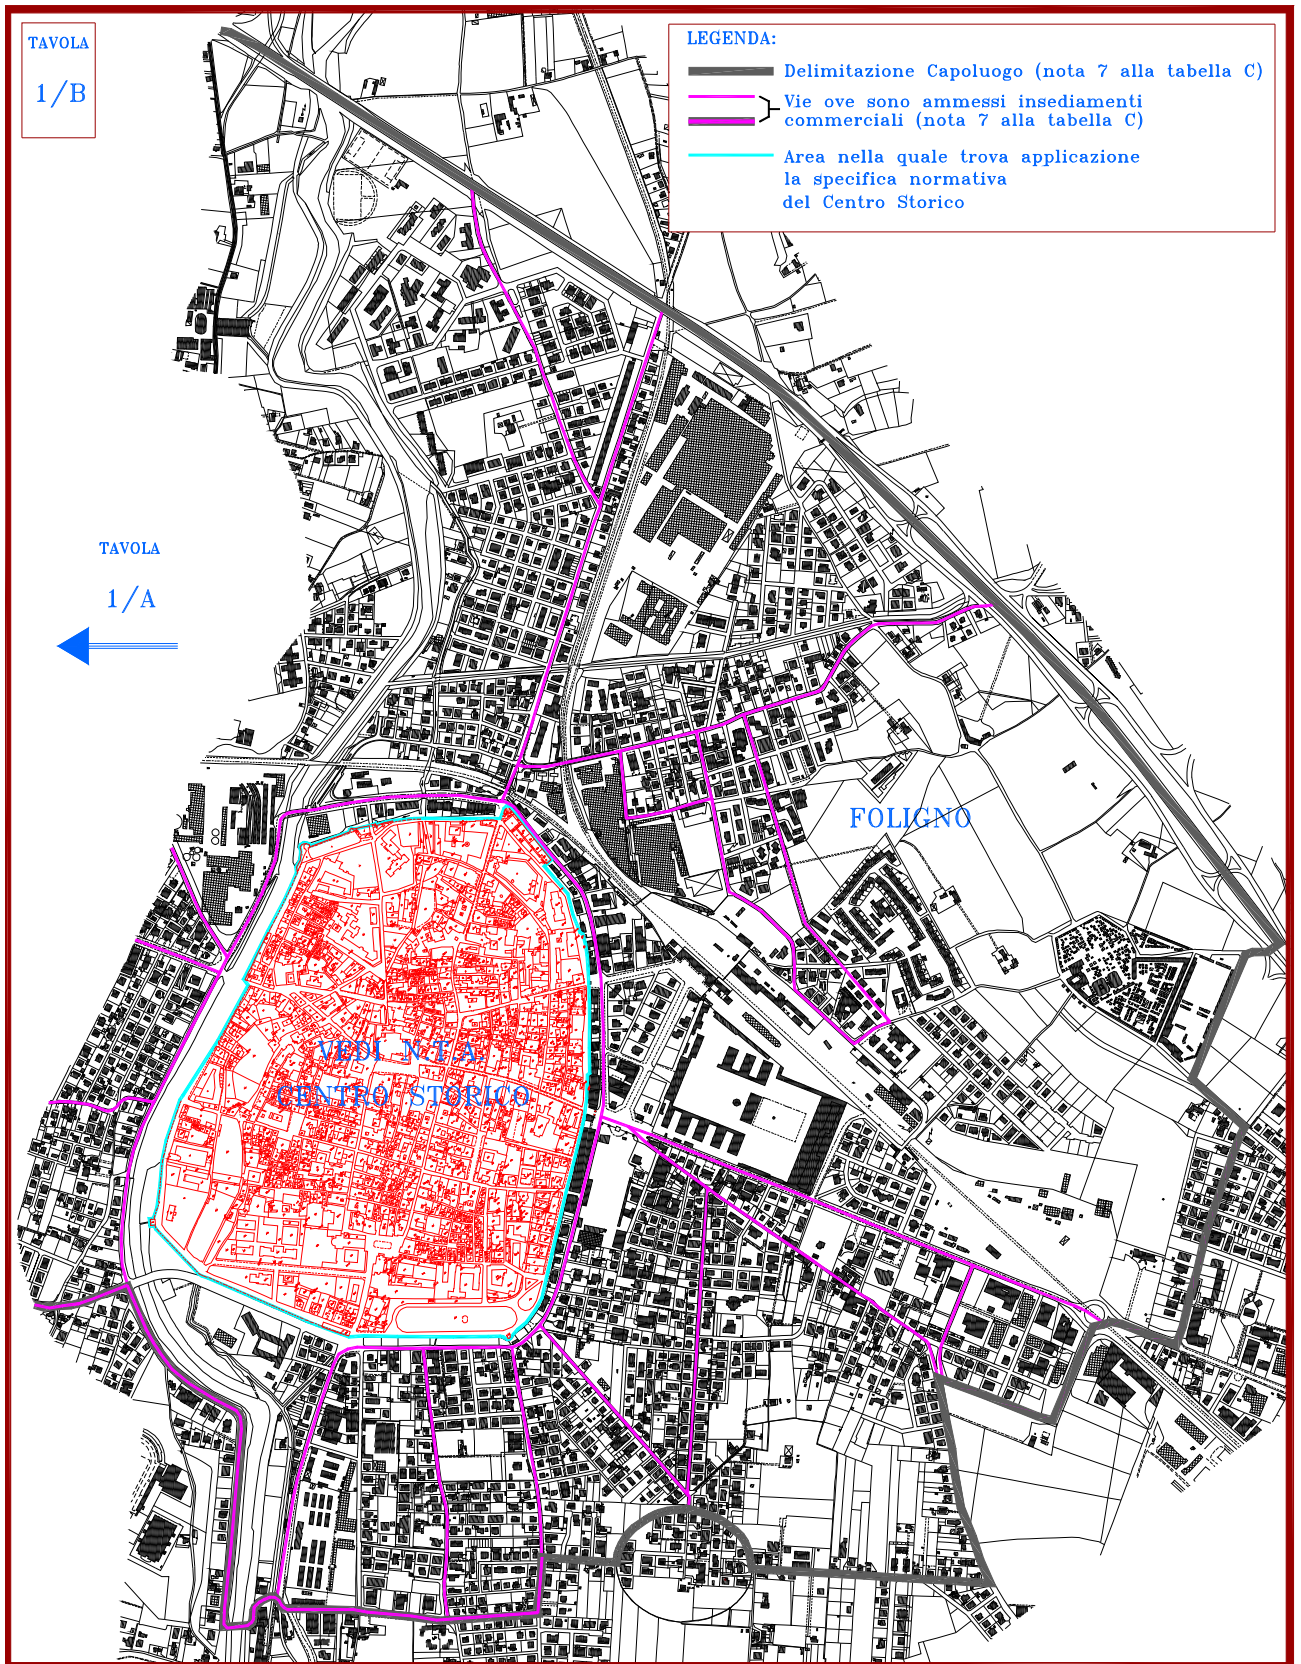 TAVOLA
1/B
LEGENDA:
Delimitazione Capoluogo (nota 7 alla tabella C)
Vie ove sono ammessi insediamenti
commerciali (nota 7 alla tabella C)
Area nella quale trova applicazione
la specifica normativa
del Centro Storico
TAVOLA
1/A
FOLIGNO
VEDI N.T.A.
CENTRO STORICO